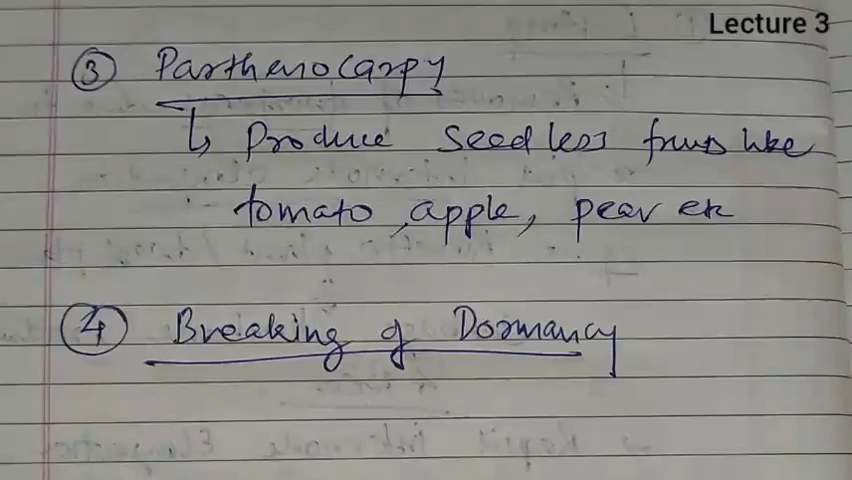 Lecture 3
③ Parthenocarpy
↳ Produce seedless fruits like
tomato, apple, pear etc
④ Breaking of Dormancy